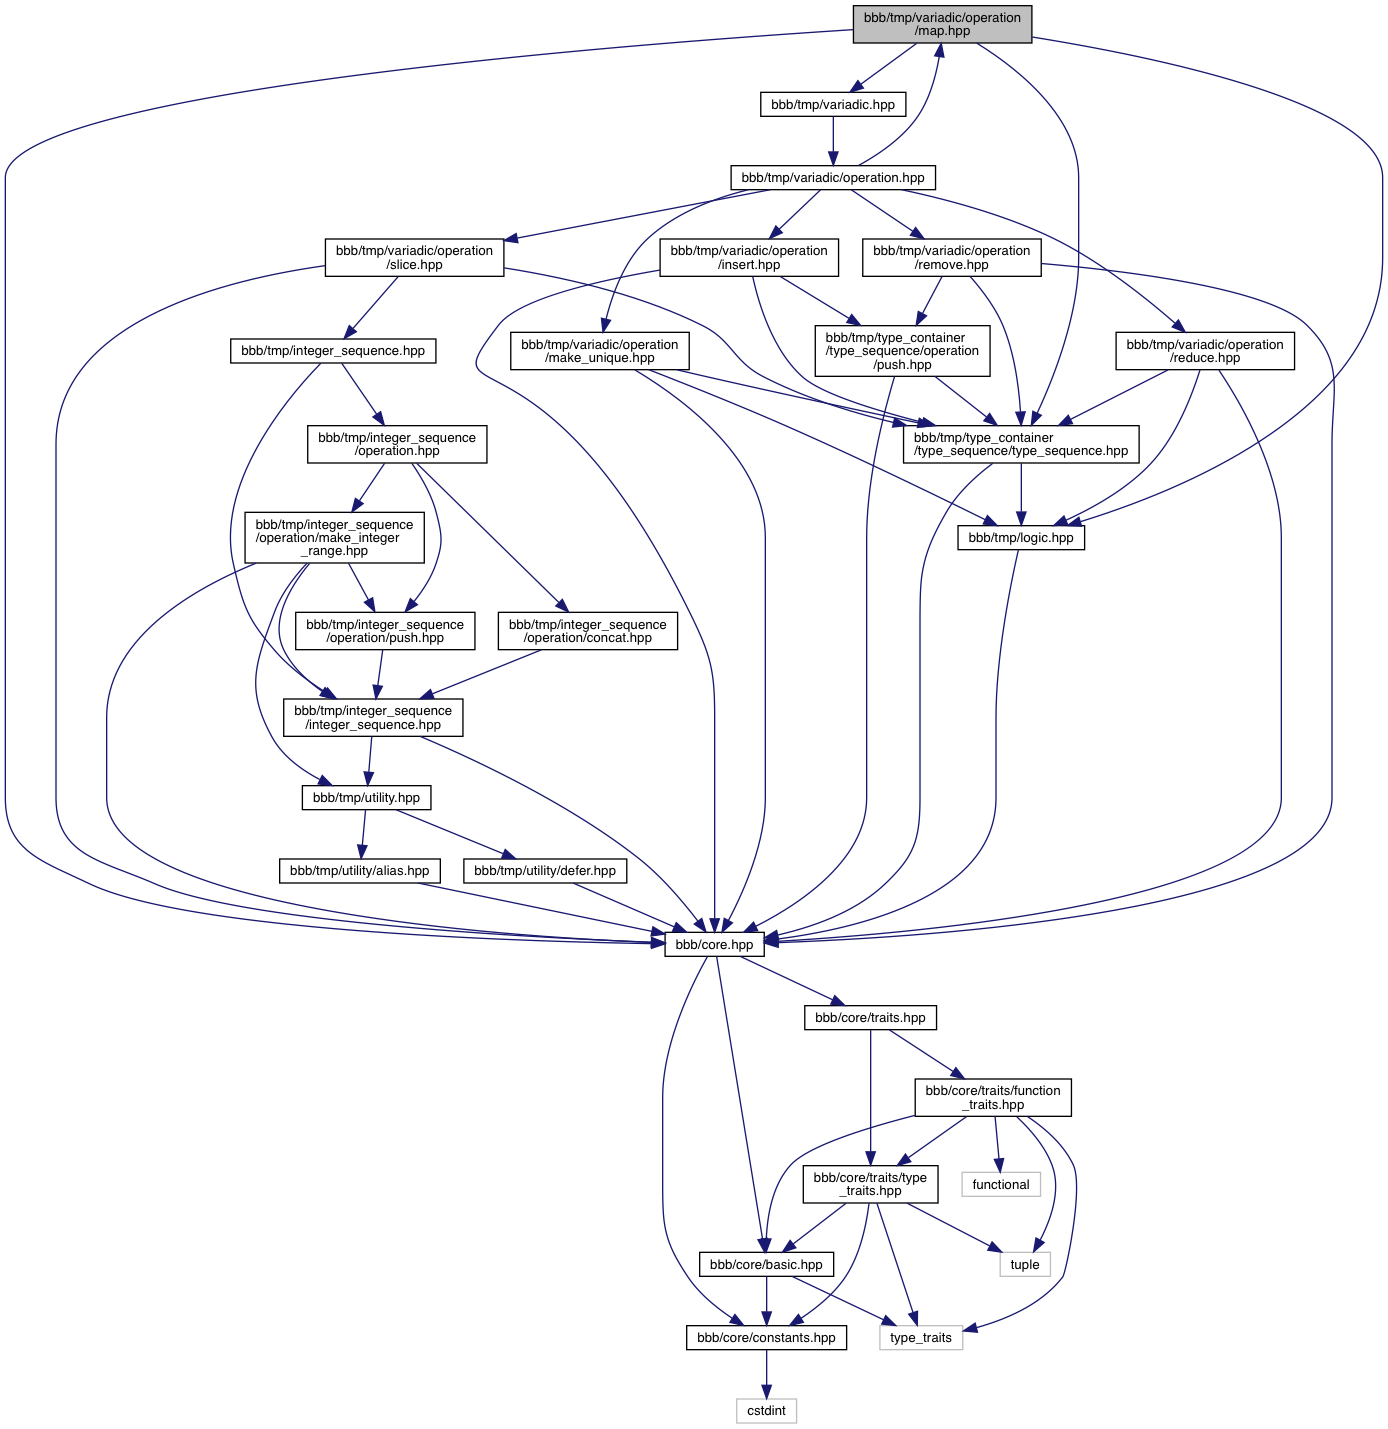 bbb/tmp/variadic/operation
/map.hpp
bbb/tmp/variadic.hpp
bbb/tmp/variadic/operation.hpp
bbb/tmp/variadic/operation
/slice.hpp
bbb/tmp/variadic/operation
/insert.hpp
bbb/tmp/variadic/operation
/remove.hpp
bbb/tmp/integer_sequence.hpp
bbb/tmp/variadic/operation
/make_unique.hpp
bbb/tmp/type_container
/type_sequence/operation
/push.hpp
bbb/tmp/variadic/operation
/reduce.hpp
bbb/tmp/integer_sequence
/operation.hpp
bbb/tmp/type_container
/type_sequence/type_sequence.hpp
bbb/tmp/integer_sequence
/operation/make_integer
_range.hpp
bbb/tmp/logic.hpp
bbb/tmp/integer_sequence
/operation/push.hpp
bbb/tmp/integer_sequence
/operation/concat.hpp
bbb/tmp/integer_sequence
/integer_sequence.hpp
bbb/tmp/utility.hpp
bbb/tmp/utility/alias.hpp
bbb/tmp/utility/defer.hpp
bbb/core.hpp
bbb/core/traits.hpp
bbb/core/traits/function
_traits.hpp
bbb/core/traits/type
_traits.hpp
functional
bbb/core/basic.hpp
tuple
bbb/core/constants.hpp
type_traits
cstdint